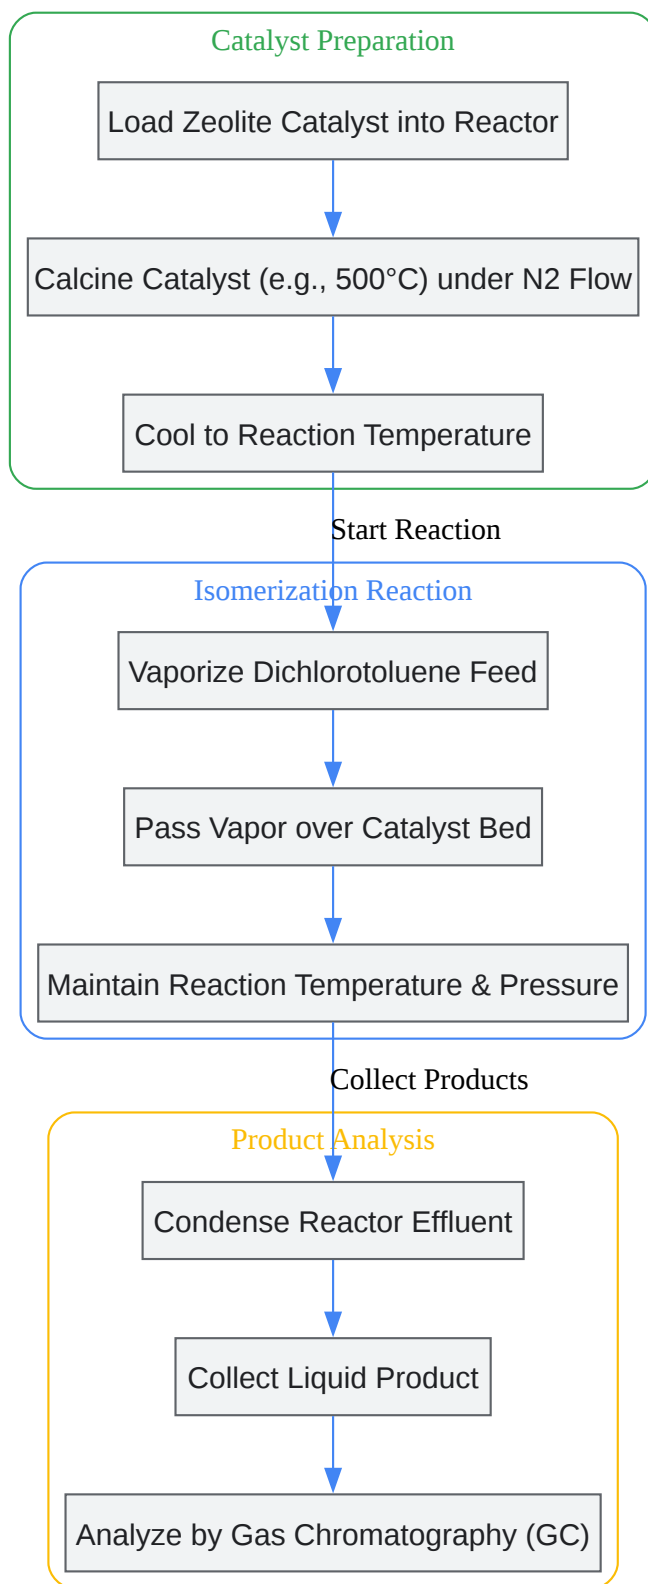 Catalyst Preparation
Load Zeolite Catalyst into Reactor
Calcine Catalyst (e.g., 500°C) under N2 Flow
Cool to Reaction Temperature
Start Reaction
Isomerization Reaction
Vaporize Dichlorotoluene Feed
Pass Vapor over Catalyst Bed
Maintain Reaction Temperature & Pressure
Collect Products
Product Analysis
Condense Reactor Effluent
Collect Liquid Product
Analyze by Gas Chromatography (GC)